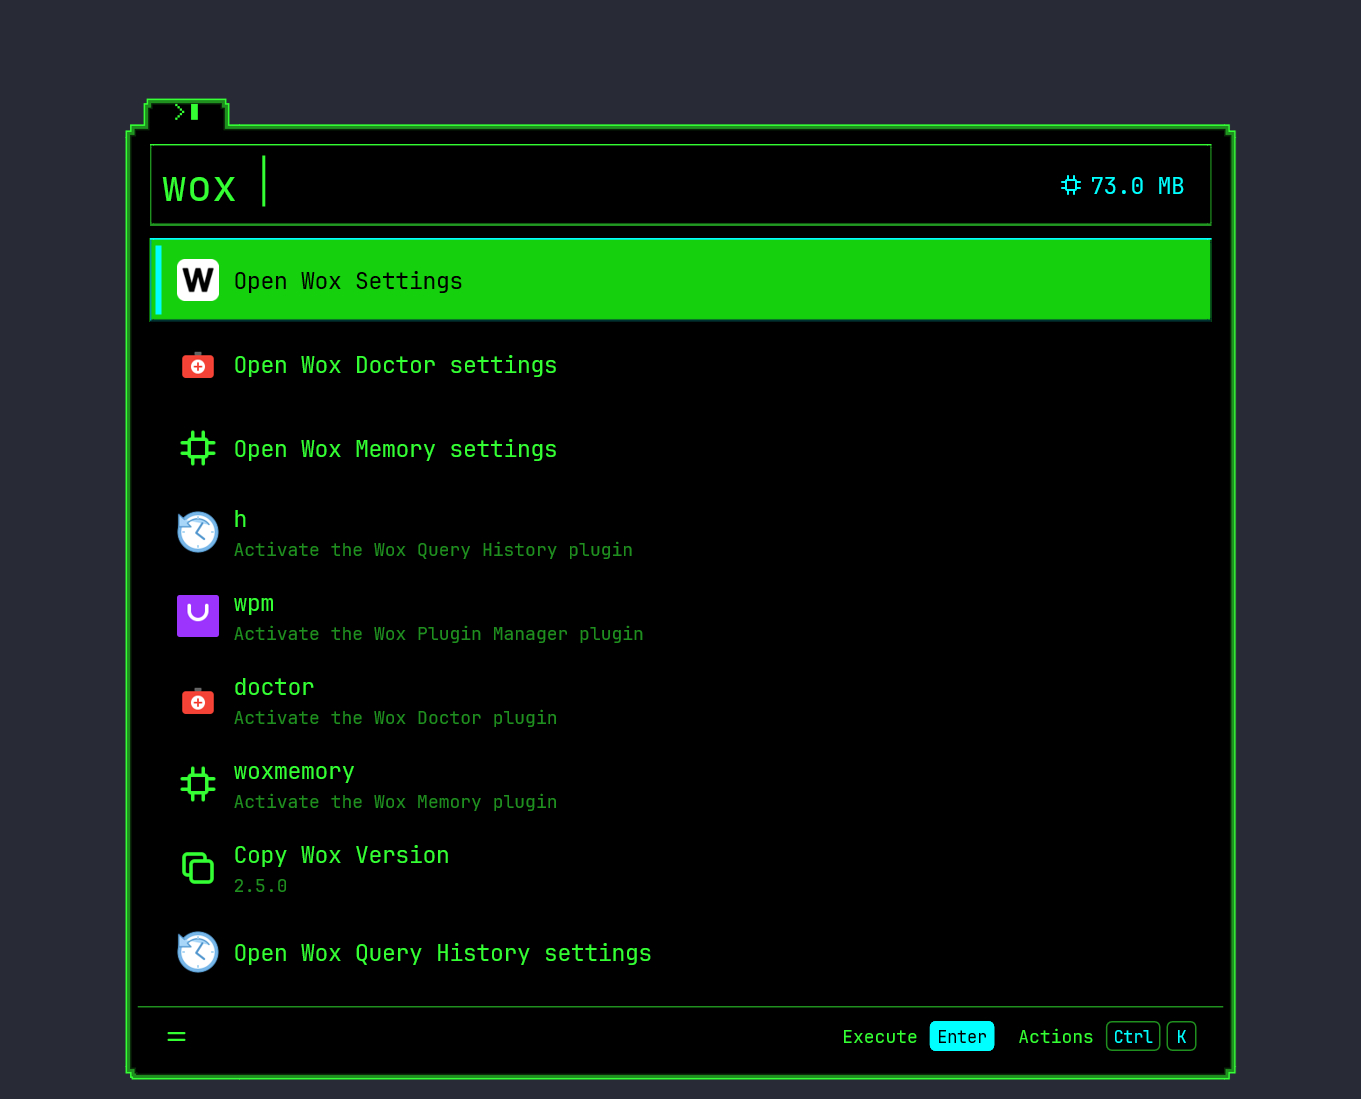 >
wox
73.0 MB
W
Open Wox Settings
Open Wox Doctor settings
Open Wox Memory settings
h
Activate the Wox Query History plugin
wpm
Activate the Wox Plugin Manager plugin
doctor
Activate the Wox Doctor plugin
woxmemory
Activate the Wox Memory plugin
Copy Wox Version
2.5.0
Open Wox Query History settings
Execute Enter Actions Ctrl K